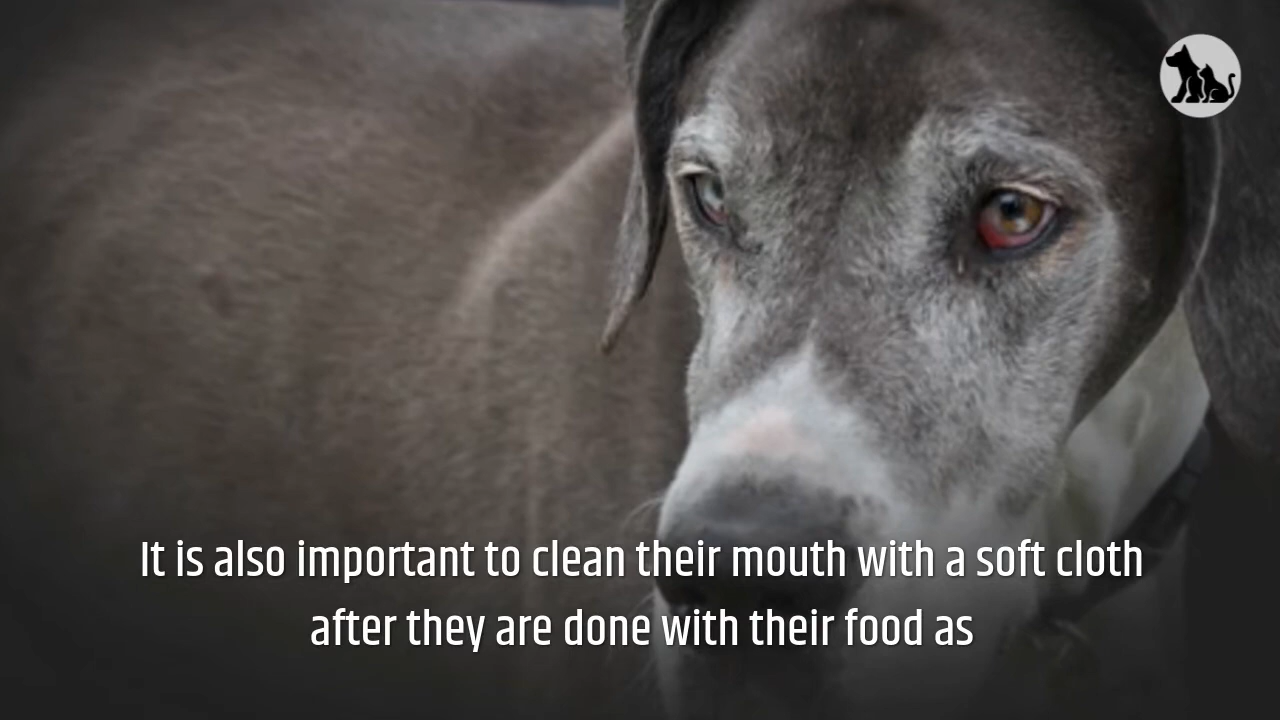 It is also important to clean their mouth with a soft cloth
after they are done with their food as